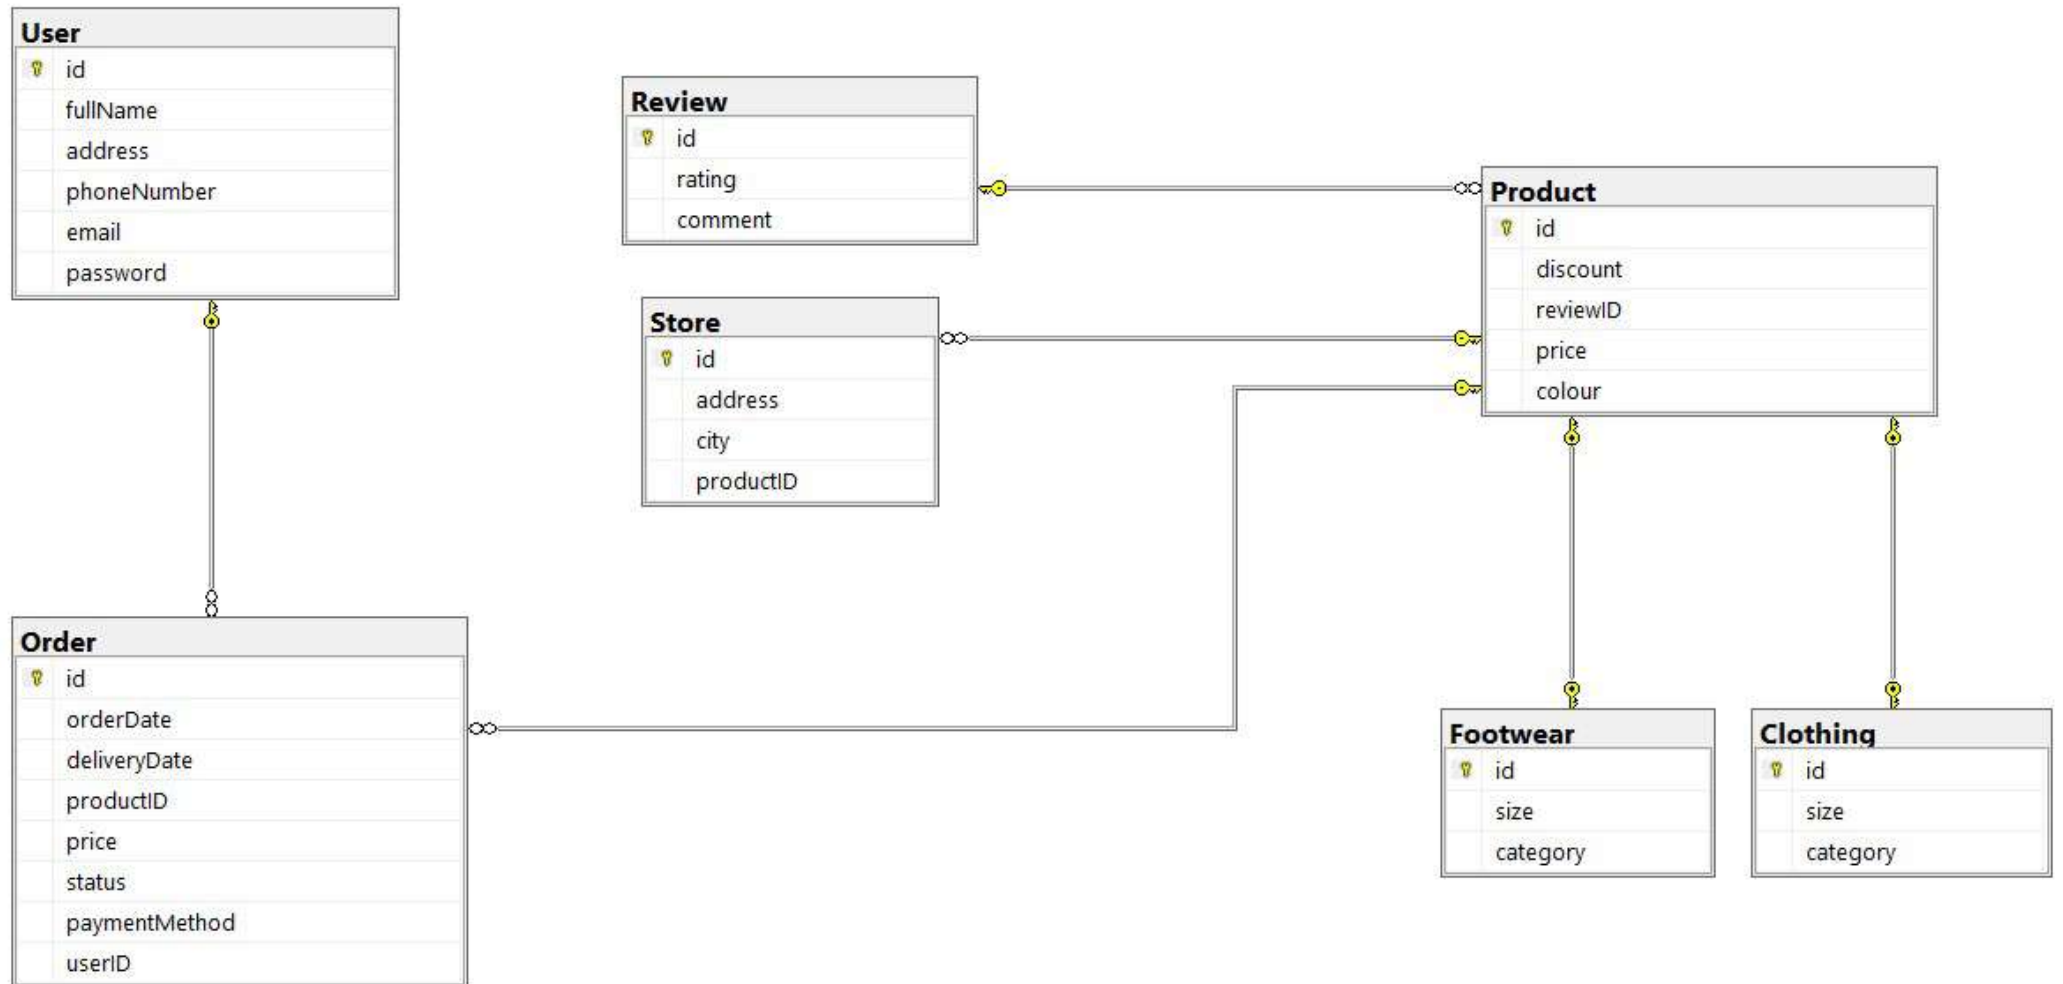 User
id
fullName
address
phoneNumber
email
password
Review
id
rating
comment
Product
id
discount
reviewID
price
colour
Store
id
address
city
productID
Order
id
orderDate
deliveryDate
productID
price
status
paymentMethod
userID
Footwear
id
size
category
Clothing
id
size
category